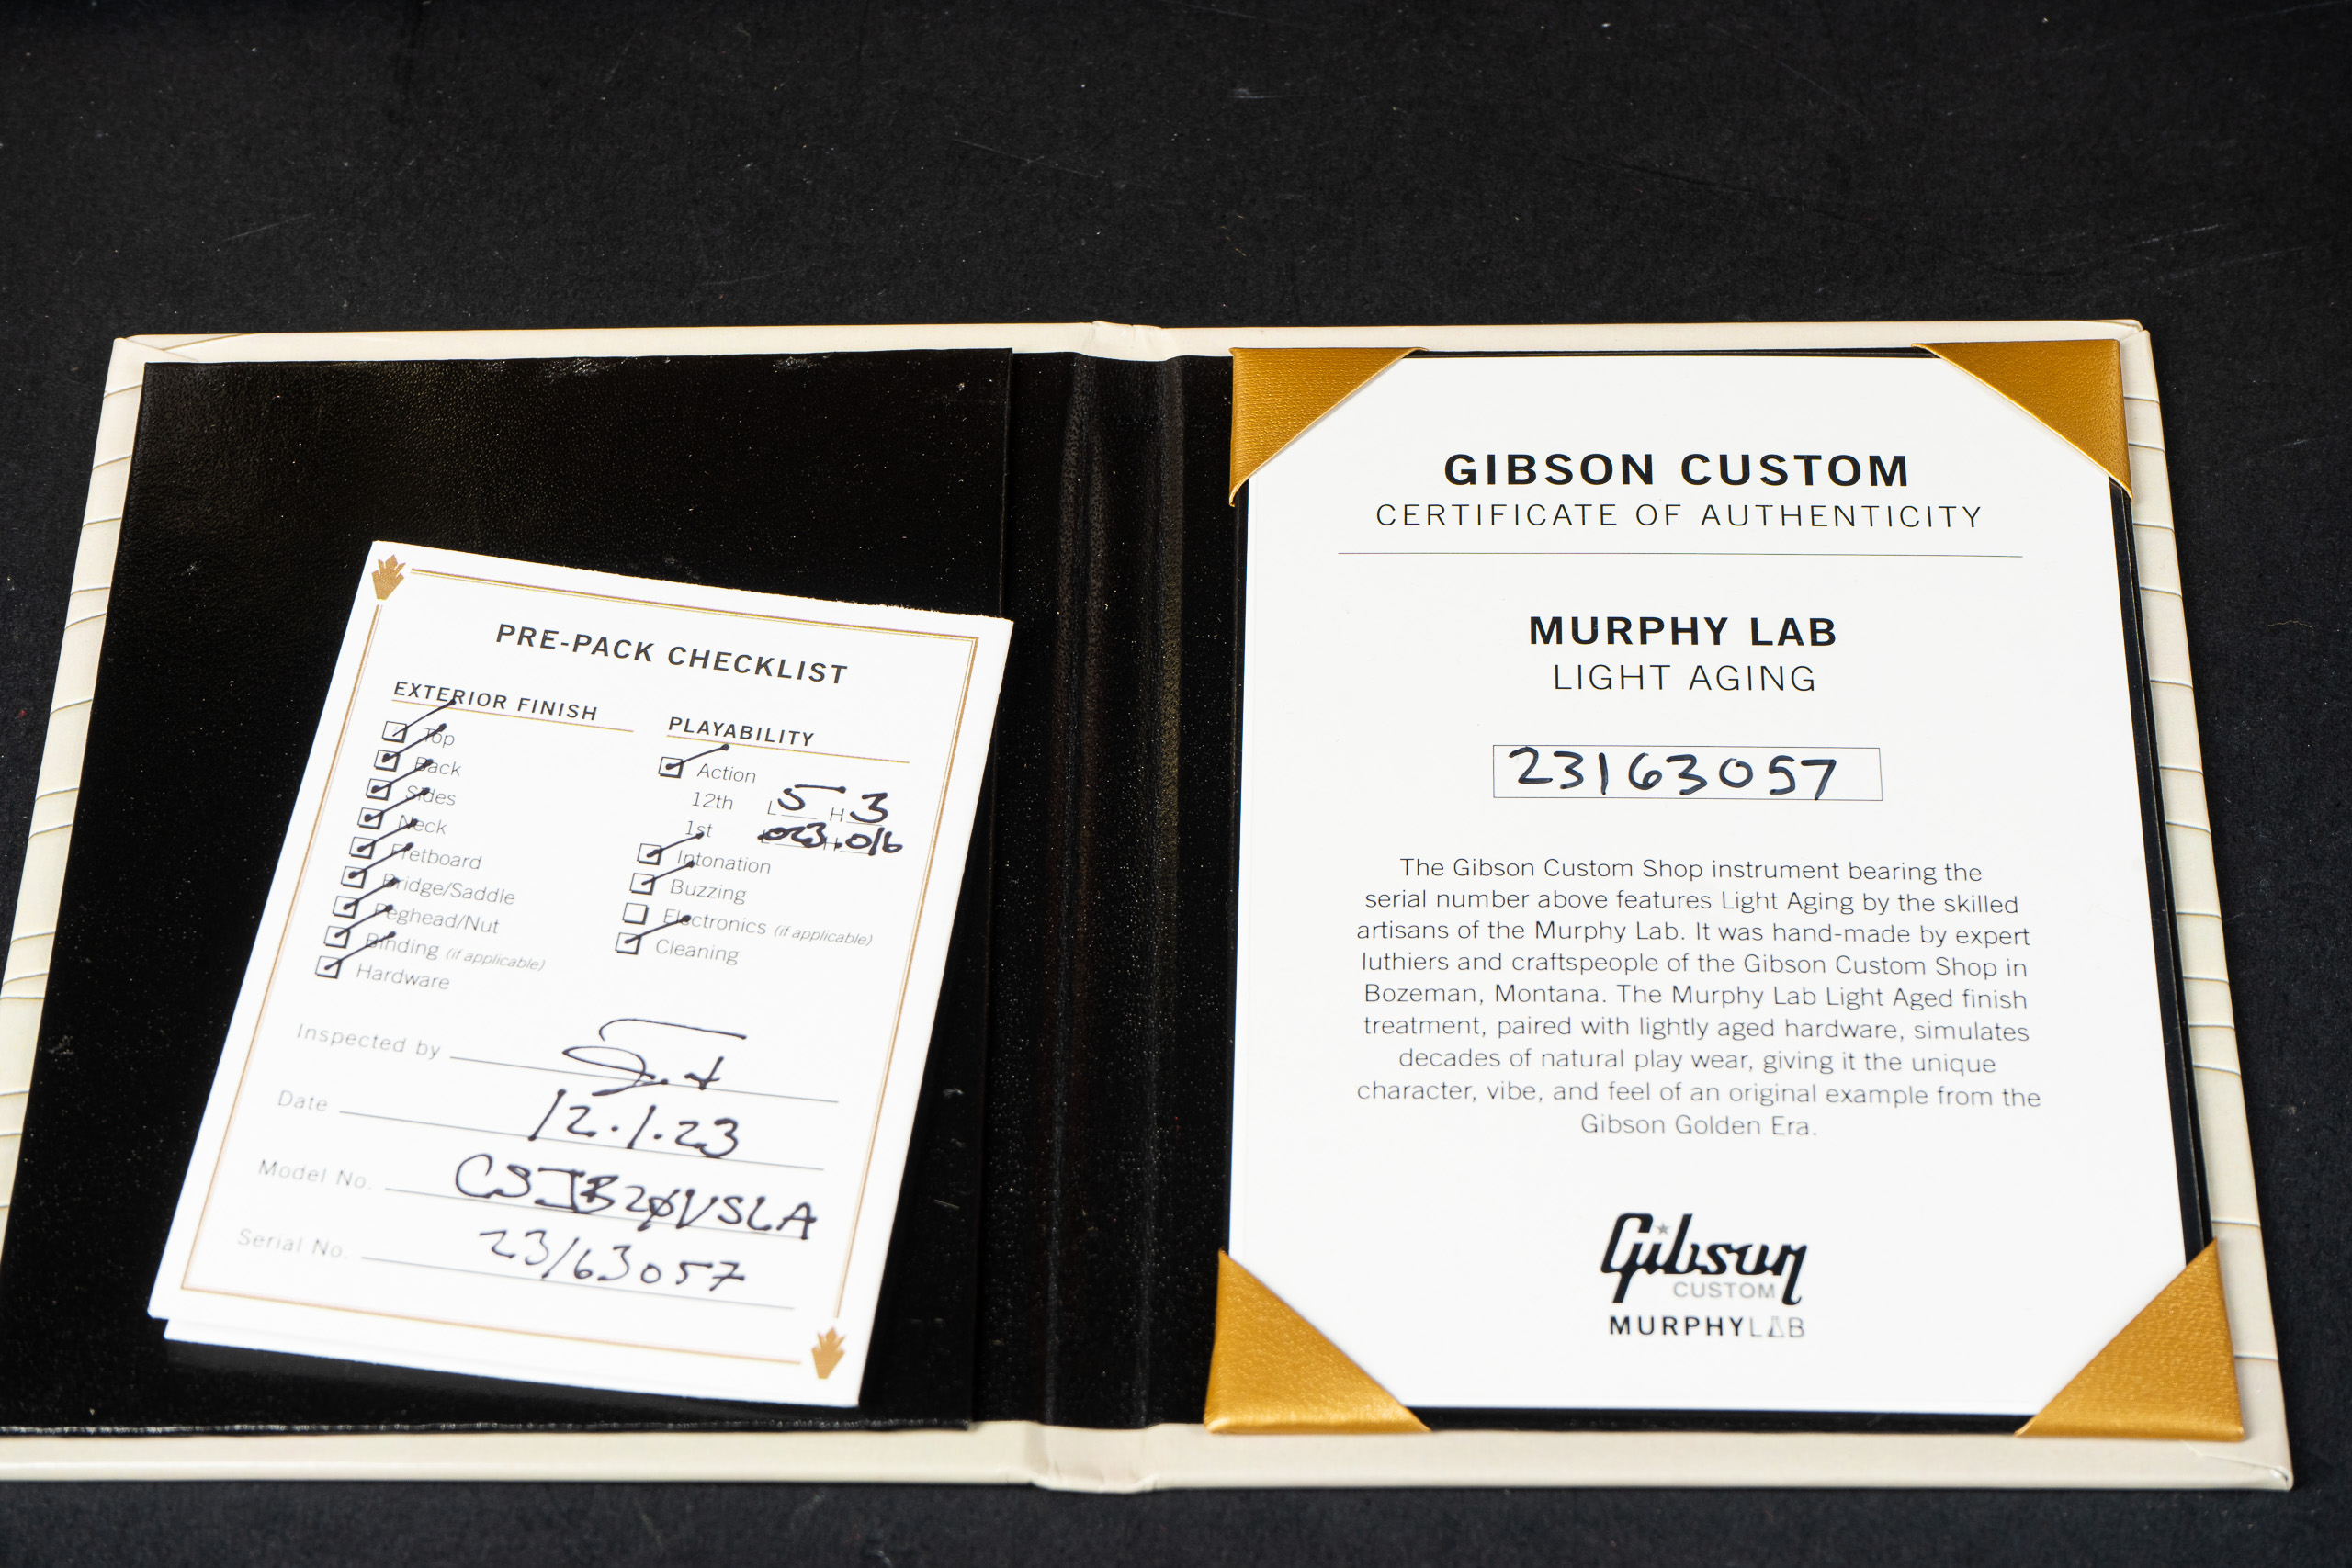 PRE-PACK CHECKLIST
EXTERIOR FINISH
Top
Back
Sides
Neck
Fretboard
Bridge/Saddle
Peghead/Nut
Binding (if applicable)
Hardware
PLAYABILITY
Action
12th L 5 H 3
1st .023 .016
Intonation
Buzzing
Electronics (if applicable)
Cleaning
Inspected by
Date 12.1.23
Model No. CSJB20VSLA
Serial No. 23163057
GIBSON CUSTOM
CERTIFICATE OF AUTHENTICITY
MURPHY LAB
LIGHT AGING
23163057
The Gibson Custom Shop instrument bearing the
serial number above features Light Aging by the skilled
artisans of the Murphy Lab. It was hand-made by expert
luthiers and craftspeople of the Gibson Custom Shop in
Bozeman, Montana. The Murphy Lab Light Aged finish
treatment, paired with lightly aged hardware, simulates
decades of natural play wear, giving it the unique
character, vibe, and feel of an original example from the
Gibson Golden Era.
Gibson
CUSTOM
MURPHYLAB